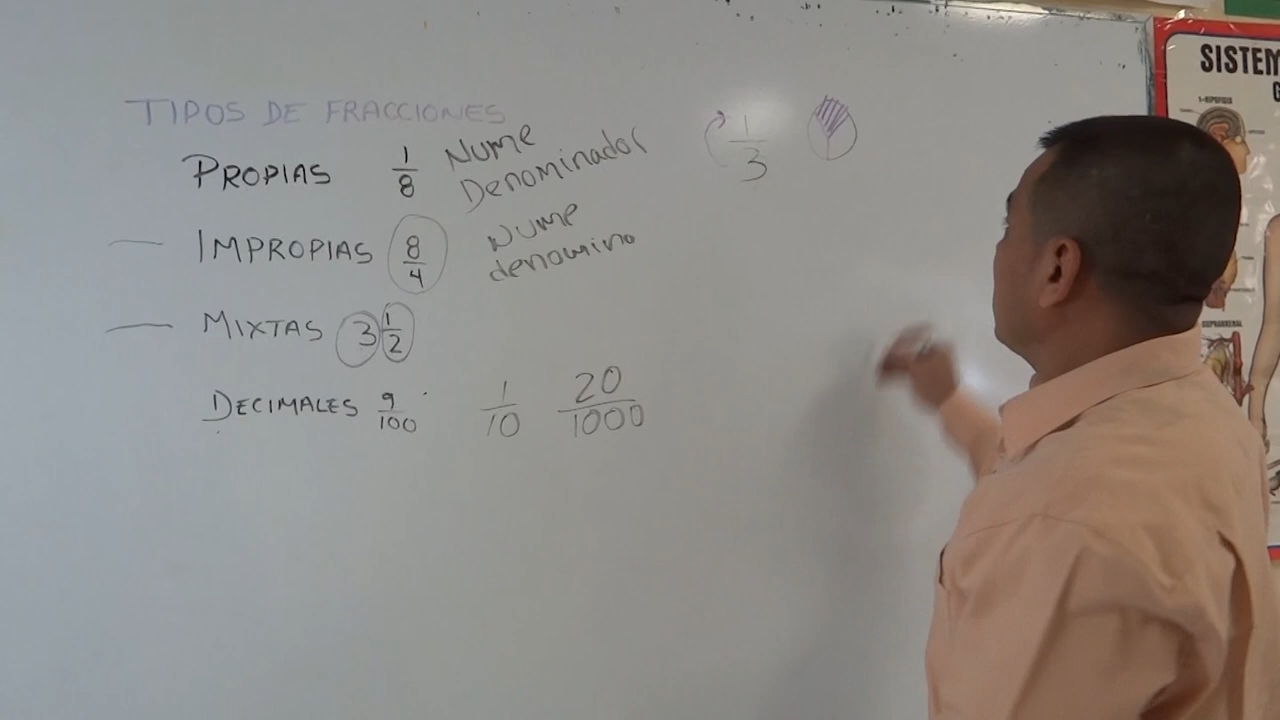 TIPOS DE FRACCIONES
PROPIAS 1/8 Nume
Denominador
1/3
IMPROPIAS 8/4 Nume
denomino
MIXTAS 3 1/2
DECIMALES 9/100 1/10 20/1000
SISTEM
G